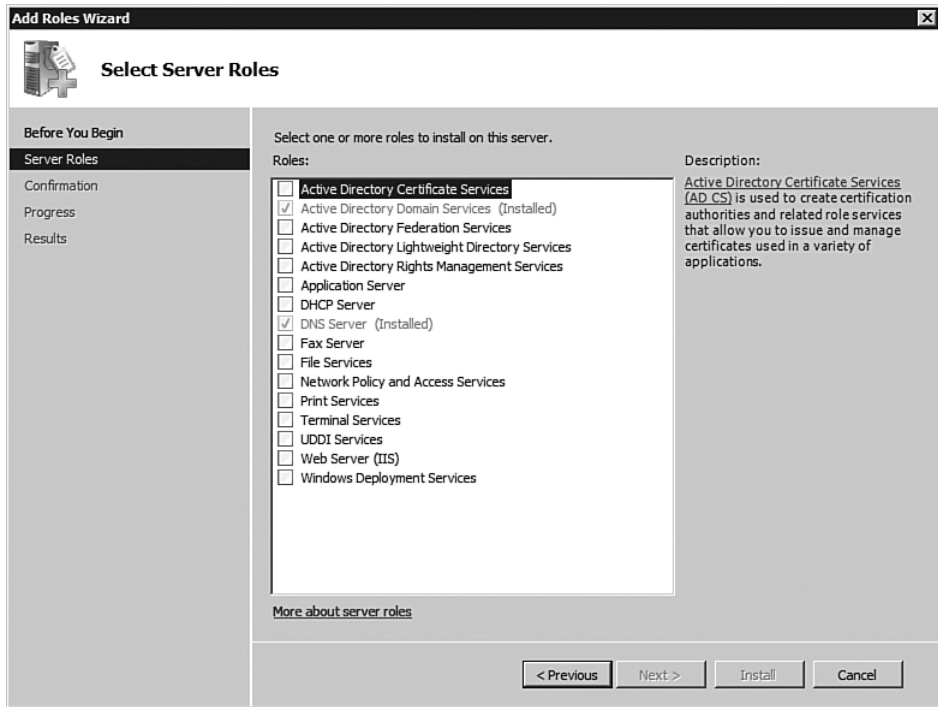 Add Roles Wizard
Select Server Roles
Before You Begin
Server Roles
Confirmation
Progress
Results
Select one or more roles to install on this server.
Roles:
Active Directory Certificate Services
Active Directory Domain Services (Installed)
Active Directory Federation Services
Active Directory Lightweight Directory Services
Active Directory Rights Management Services
Application Server
DHCP Server
DNS Server (Installed)
Fax Server
File Services
Network Policy and Access Services
Print Services
Terminal Services
UDDI Services
Web Server (IIS)
Windows Deployment Services
More about server roles
Description:
Active Directory Certificate Services
(AD CS) is used to create certification
authorities and related role services
that allow you to issue and manage
certificates used in a variety of
applications.
< Previous
Next >
Install
Cancel